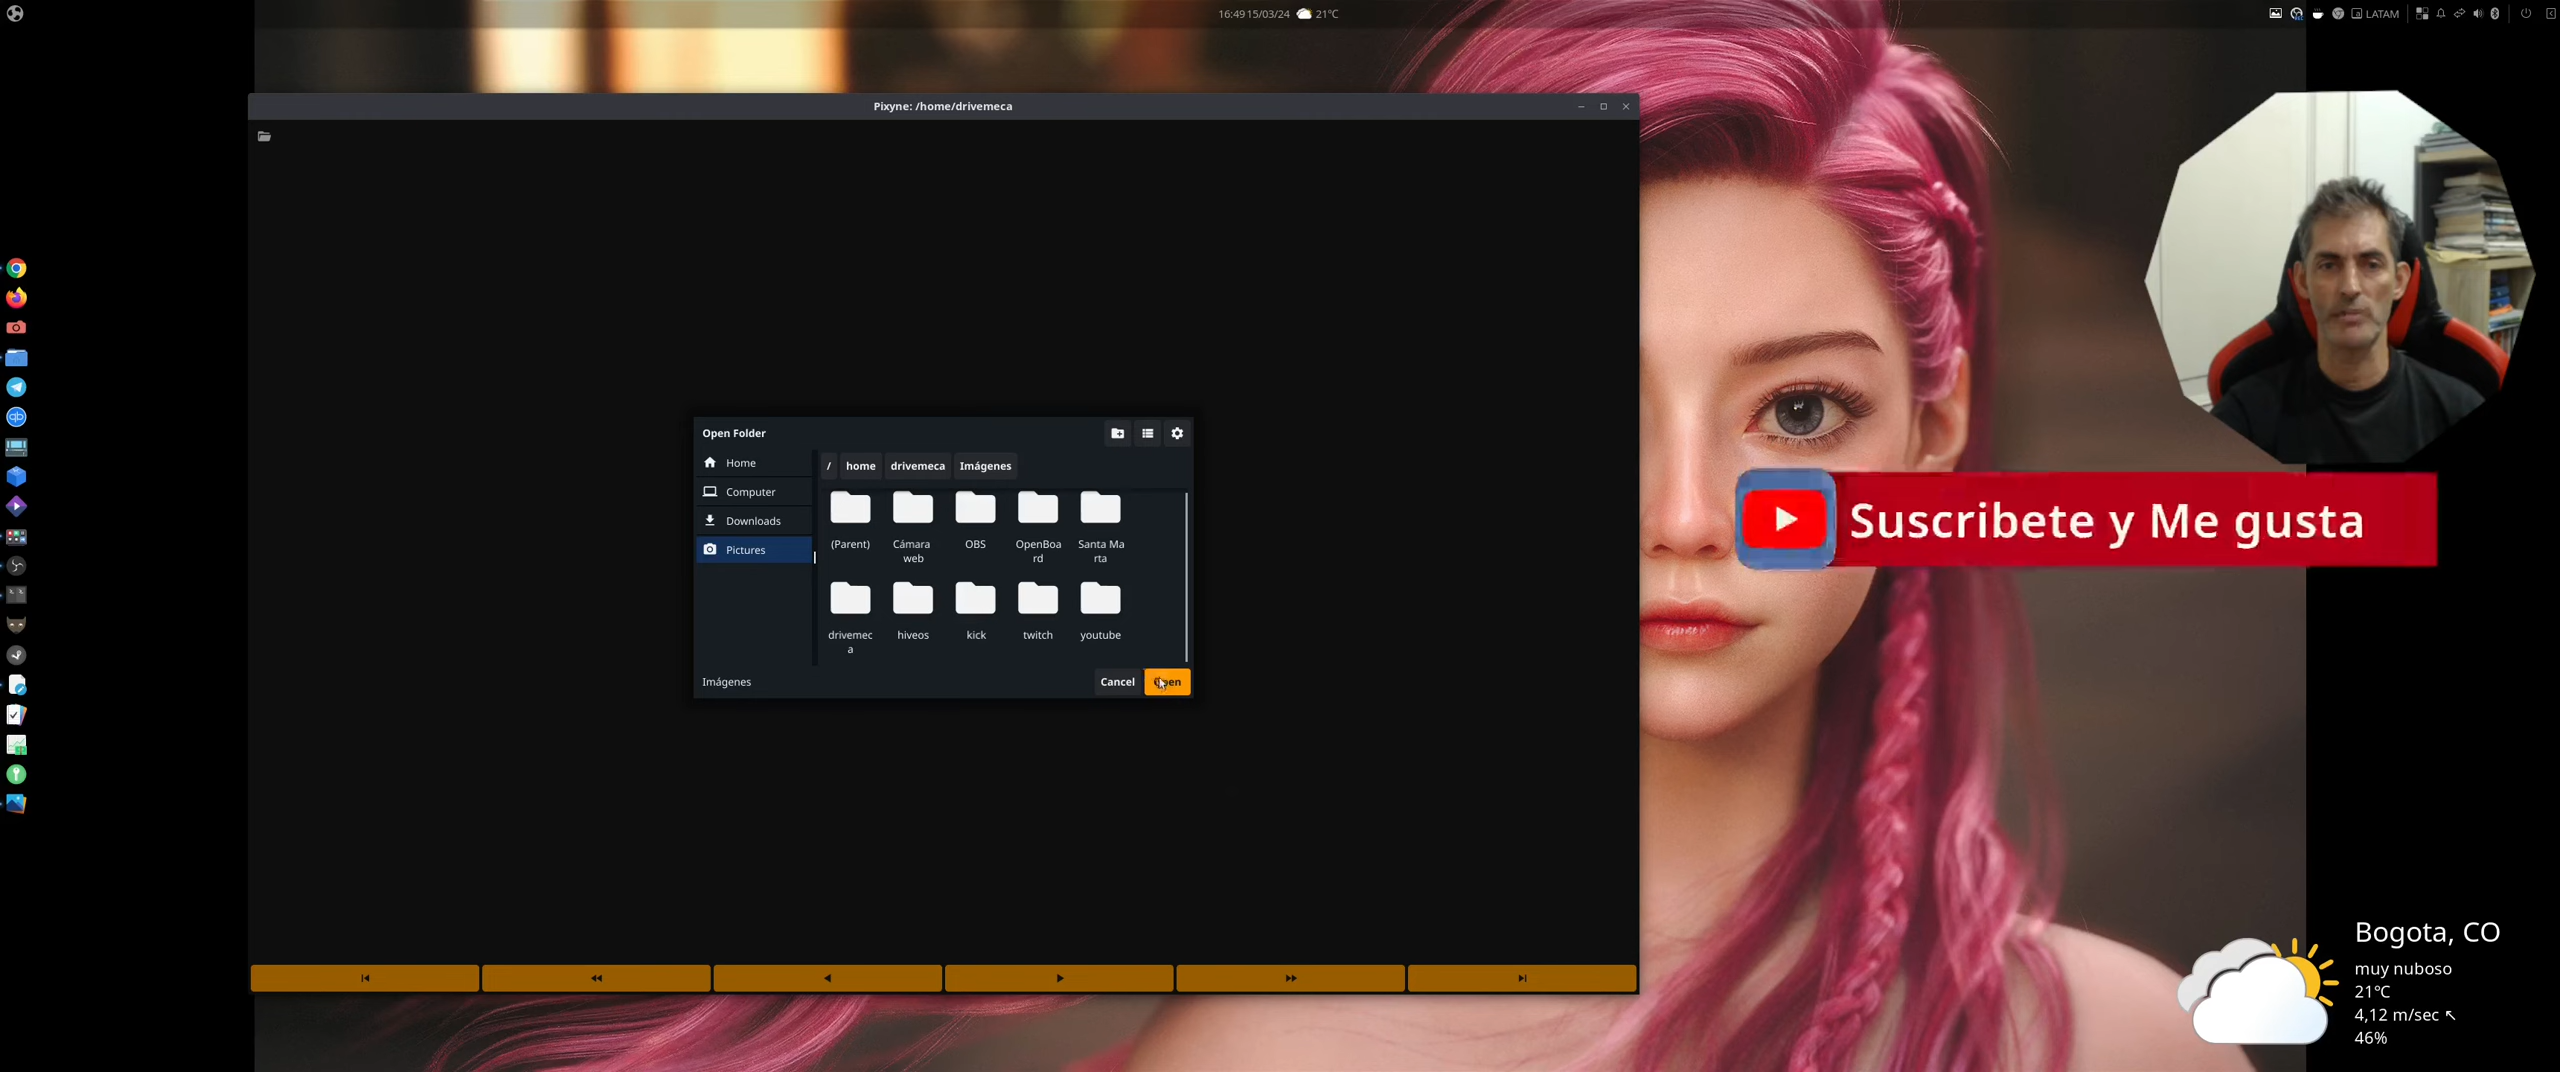 16:49 15/03/24 21°C
LATAM
Pixyne: /home/drivemeca
Open Folder
Home
Computer
Downloads
Pictures
/ home drivemeca Imágenes
(Parent)
Cámara
web
OBS
OpenBoa
rd
Santa Ma
rta
drivemec
a
hiveos
kick
twitch
youtube
Imágenes
Cancel
Suscribete y Me gusta
Bogota, CO
muy nuboso
21°C
4,12 m/sec ↖
46%